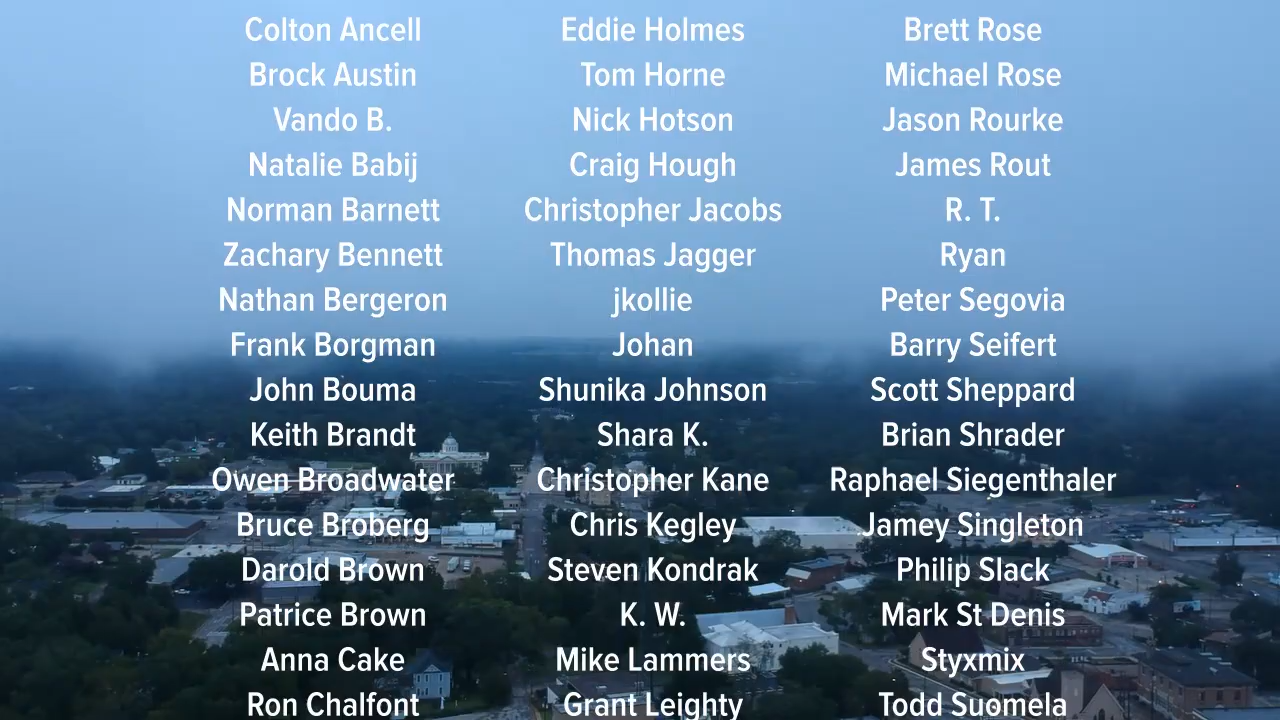 Colton Ancell
Brock Austin
Vando B.
Natalie Babij
Norman Barnett
Zachary Bennett
Nathan Bergeron
Frank Borgman
John Bouma
Keith Brandt
Owen Broadwater
Bruce Broberg
Darold Brown
Patrice Brown
Anna Cake
Ron Chalfont
Eddie Holmes
Tom Horne
Nick Hotson
Craig Hough
Christopher Jacobs
Thomas Jagger
jkollie
Johan
Shunika Johnson
Shara K.
Christopher Kane
Chris Kegley
Steven Kondrak
K. W.
Mike Lammers
Grant Leighty
Brett Rose
Michael Rose
Jason Rourke
James Rout
R. T.
Ryan
Peter Segovia
Barry Seifert
Scott Sheppard
Brian Shrader
Raphael Siegenthaler
Jamey Singleton
Philip Slack
Mark St Denis
Styxmix
Todd Suomela